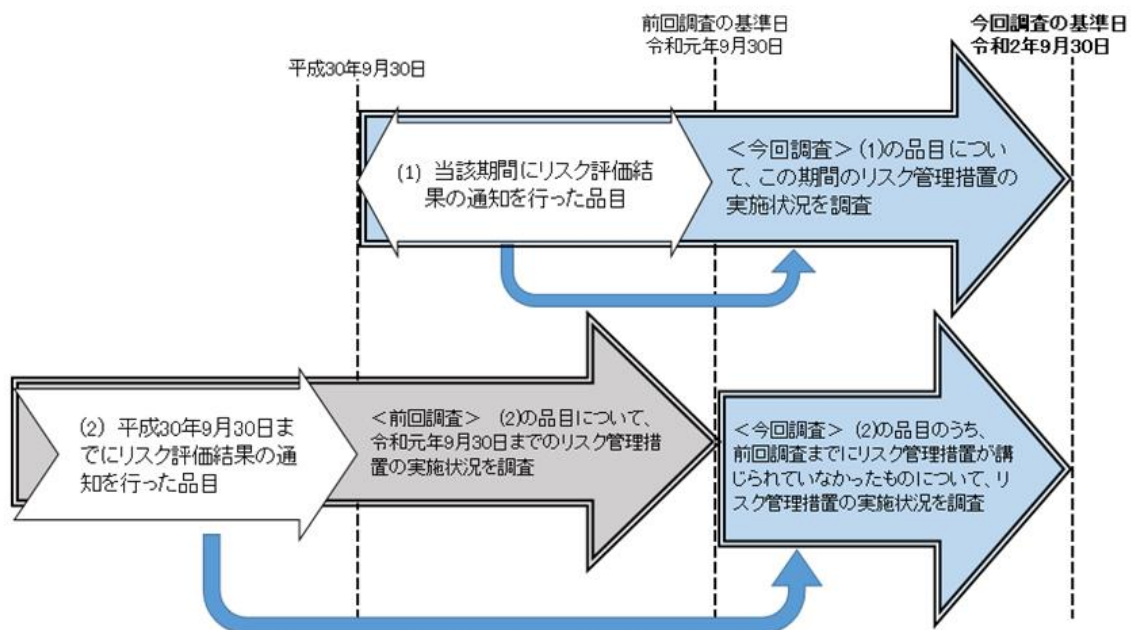 前回調査の基準日
令和元年9月30日
今回調査の基準日
令和2年9月30日
平成30年9月30日
(1) 当該期間にリスク評価結
果の通知を行った品目
＜今回調査＞ (1)の品目につい
て、この期間のリスク管理措置の
実施状況を調査
(2) 平成30年9月30日ま
でにリスク評価結果の通
知を行った品目
＜前回調査＞ (2)の品目について、
令和元年9月30日までのリスク管理措
置の実施状況を調査
＜今回調査＞ (2)の品目のうち、
前回調査までにリスク管理措置が講
じられていなかったものについて、リ
スク管理措置の実施状況を調査